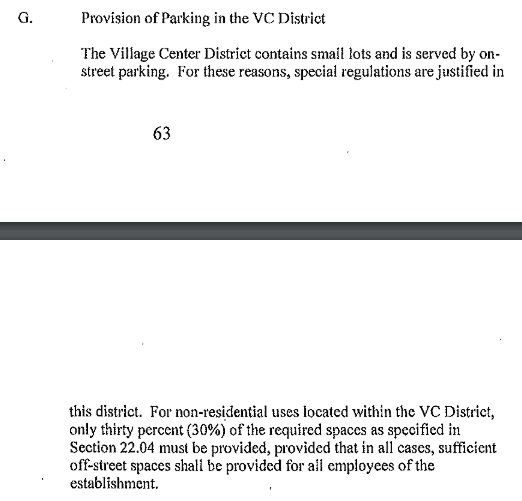 G. Provision of Parking in the VC District
The Village Center District contains small lots and is served by on-
street parking. For these reasons, special regulations are justified in
63
this district. For non-residential uses located within the VC District,
only thirty percent (30%) of the required spaces as specified in
Section 22.04 must be provided, provided that in all cases, sufficient
off-street spaces shall be provided for all employees of the
establishment.